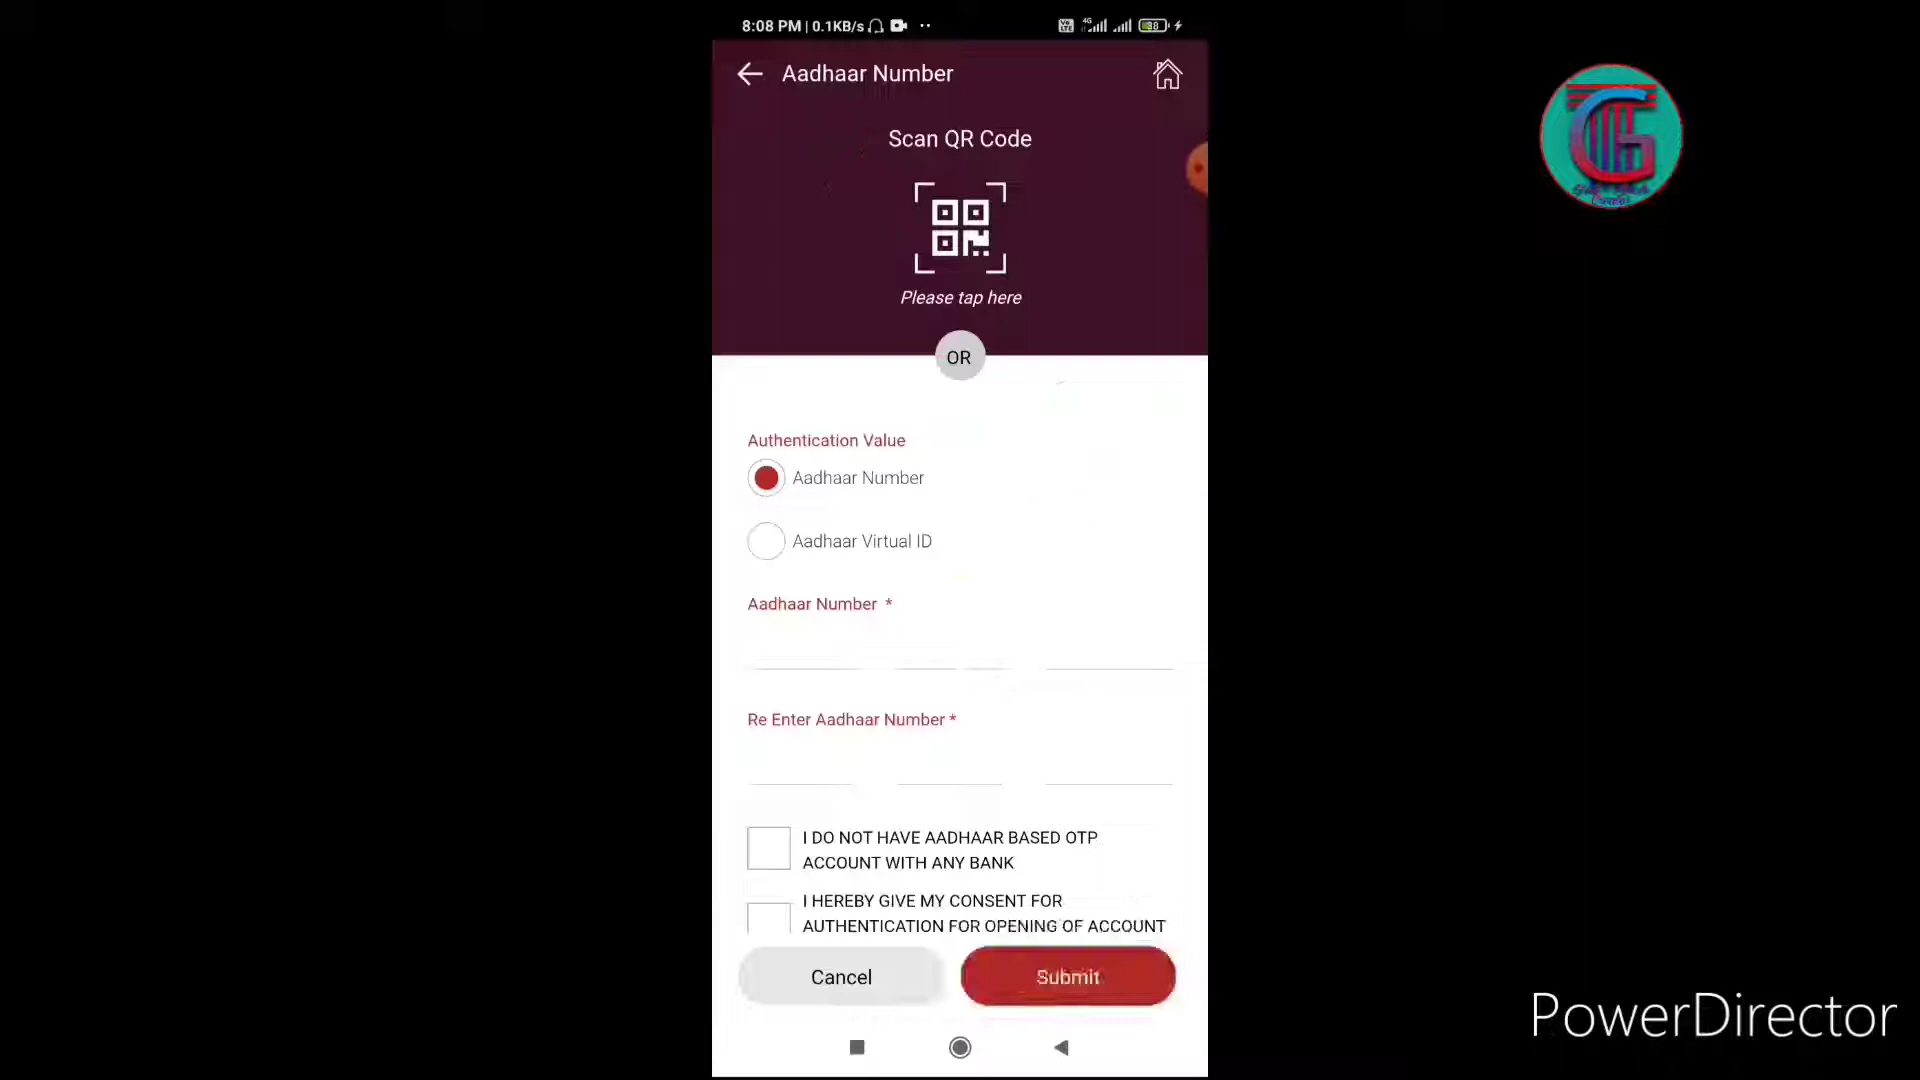 8:08 PM | 0.1KB/s
4G
38
Aadhaar Number
Scan QR Code
Please tap here
OR
Authentication Value
Aadhaar Number
Aadhaar Virtual ID
Aadhaar Number *
Re Enter Aadhaar Number *
I DO NOT HAVE AADHAAR BASED OTP
ACCOUNT WITH ANY BANK
I HEREBY GIVE MY CONSENT FOR
AUTHENTICATION FOR OPENING OF ACCOUNT
Cancel
Submit
PowerDirector